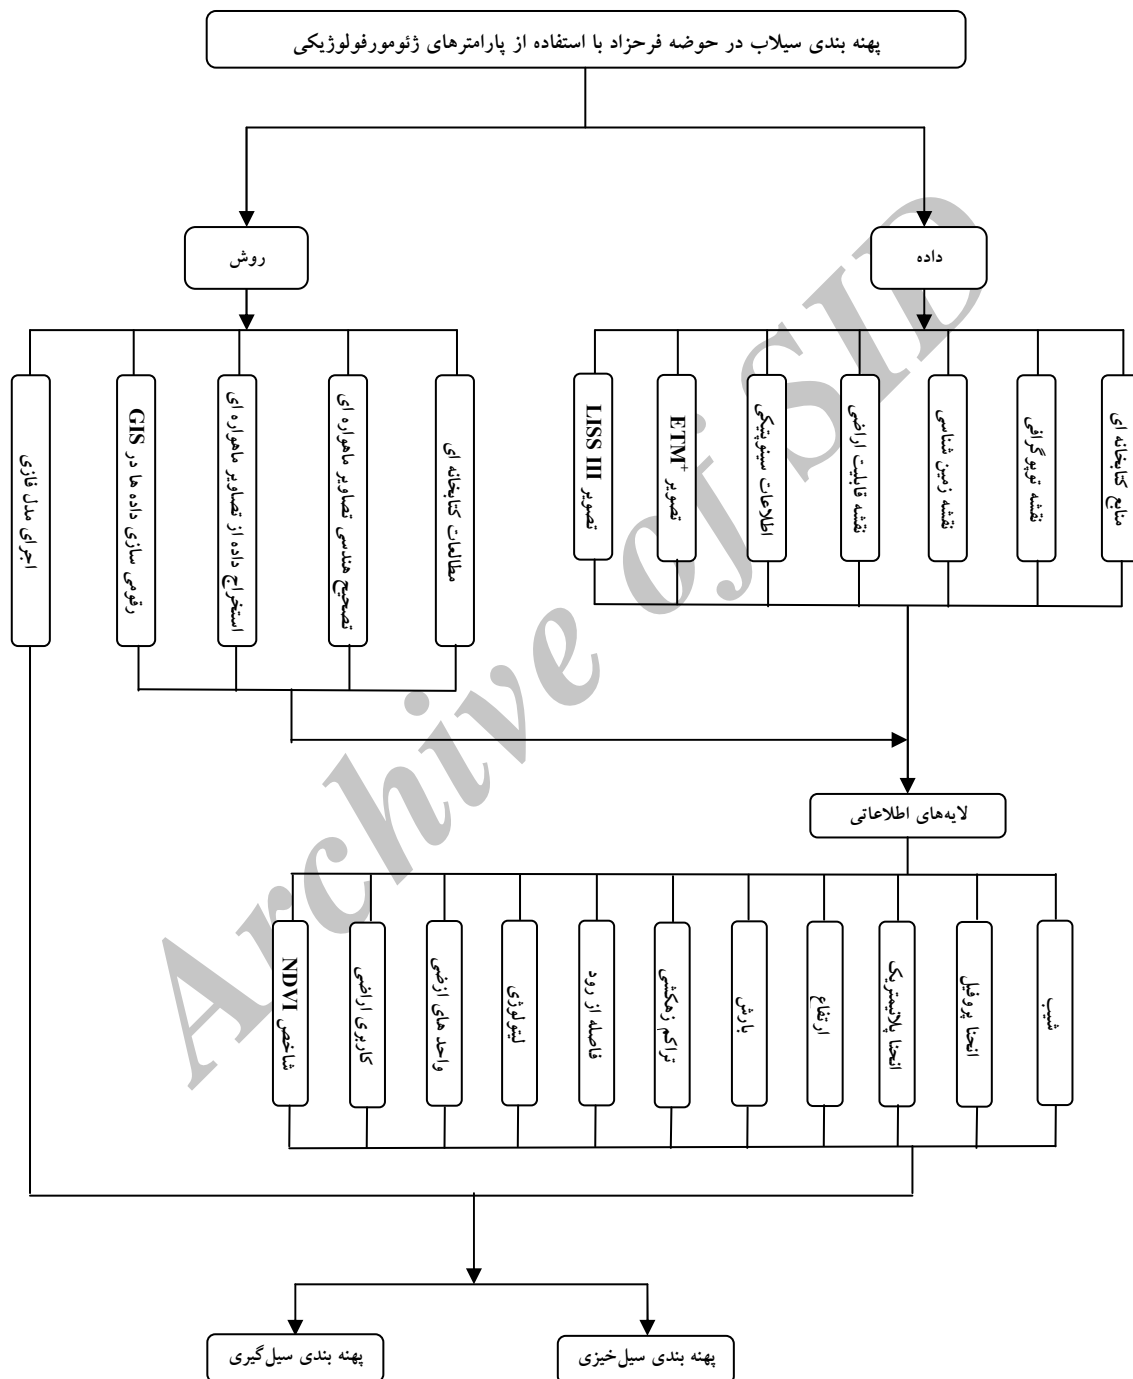 پهنه بندی سیلاب در حوضه فرحزاد با استفاده از پارامترهای ژئومورفولوژیکی
داده
روش
منابع کتابخانه ای
نقشه توپوگرافی
نقشه زمین شناسی
نقشه قابلیت اراضی
اطلاعات سینوپتیکی
تصویر ETM+
تصویر LISS III
مطالعات کتابخانه ای
تصحیح هندسی تصاویر ماهواره ای
استخراج داده از تصاویر ماهواره ای
رقومی سازی داده ها در GIS
اجرای مدل فازی
لایه‌های اطلاعاتی
شیب
انحنا پروفیل
انحنا پلانیمتریک
ارتفاع
بارش
تراکم زهکشی
فاصله از رود
لیتولوژی
واحد های ارضی
کاربری اراضی
شاخص NDVI
پهنه بندی سیل‌خیزی
پهنه بندی سیل‌گیری
Archive of SID